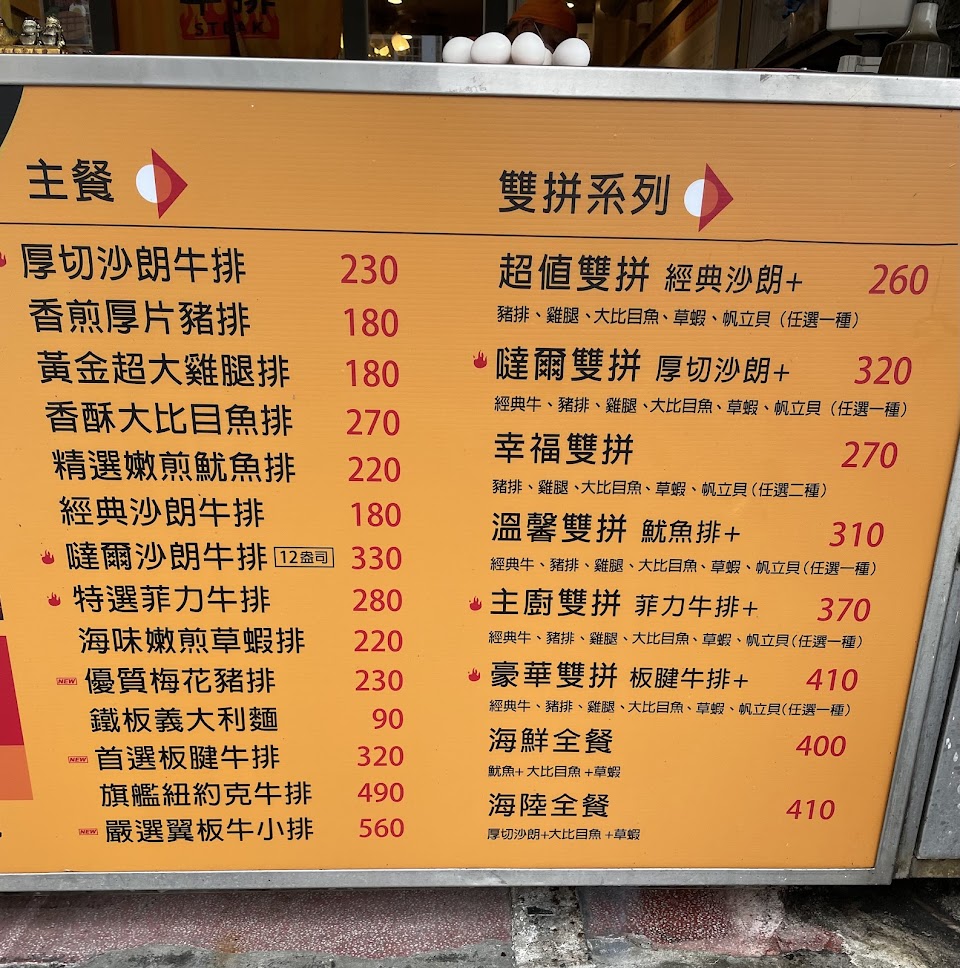 STEAK
主餐
厚切沙朗牛排 230
香煎厚片豬排 180
黃金超大雞腿排 180
香酥大比目魚排 270
精選嫩煎魷魚排 220
經典沙朗牛排 180
噠爾沙朗牛排 12盎司 330
特選菲力牛排 280
海味嫩煎草蝦排 220
NEW 優質梅花豬排 230
鐵板義大利麵 90
NEW 首選板腱牛排 320
旗艦紐約克牛排 490
NEW 嚴選翼板牛小排 560
雙拼系列
超值雙拼 經典沙朗+ 260
豬排、雞腿、大比目魚、草蝦、帆立貝（任選一種）
噠爾雙拼 厚切沙朗+ 320
經典牛、豬排、雞腿、大比目魚、草蝦、帆立貝（任選一種）
幸福雙拼 270
豬排、雞腿、大比目魚、草蝦、帆立貝（任選二種）
溫馨雙拼 魷魚排+ 310
經典牛、豬排、雞腿、大比目魚、草蝦、帆立貝（任選一種）
主廚雙拼 菲力牛排+ 370
經典牛、豬排、雞腿、大比目魚、草蝦、帆立貝（任選一種）
豪華雙拼 板腱牛排+ 410
經典牛、豬排、雞腿、大比目魚、草蝦、帆立貝（任選一種）
海鮮全餐 400
魷魚+ 大比目魚 +草蝦
海陸全餐 410
厚切沙朗+大比目魚 +草蝦